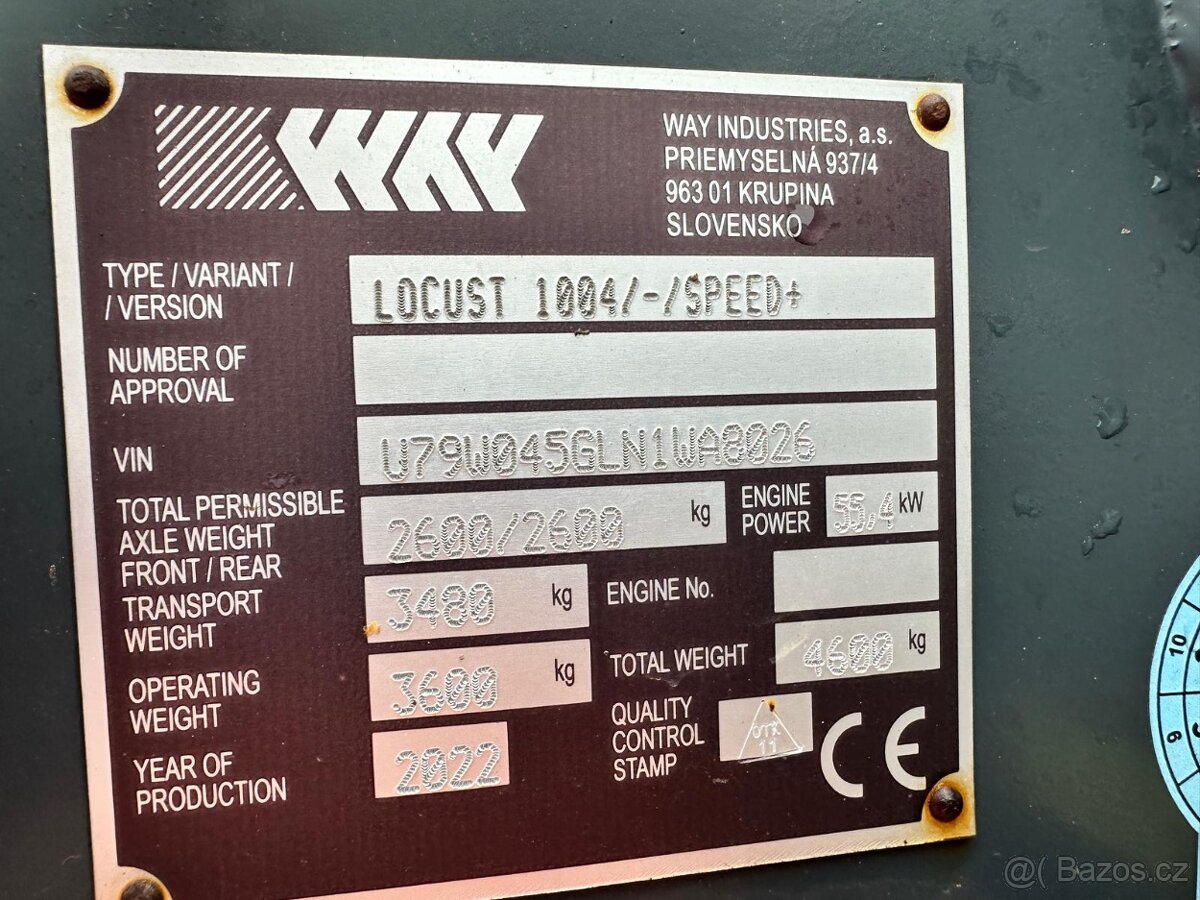 WAY
WAY INDUSTRIES, a.s.
PRIEMYSELNÁ 937/4
963 01 KRUPINA
SLOVENSKO
TYPE / VARIANT /
/ VERSION
LOCUST 1004/-/SPEED+
NUMBER OF
APPROVAL
VIN
U79W045GLN1WA8026
TOTAL PERMISSIBLE
AXLE WEIGHT
FRONT / REAR
2600/2600 kg
ENGINE
POWER
55,4 kW
TRANSPORT
WEIGHT
3480 kg
ENGINE No.
OPERATING
WEIGHT
3600 kg
TOTAL WEIGHT
4600 kg
YEAR OF
PRODUCTION
2022
QUALITY
CONTROL
STAMP
OTK
11
CE
10
9
@( Bazos.cz